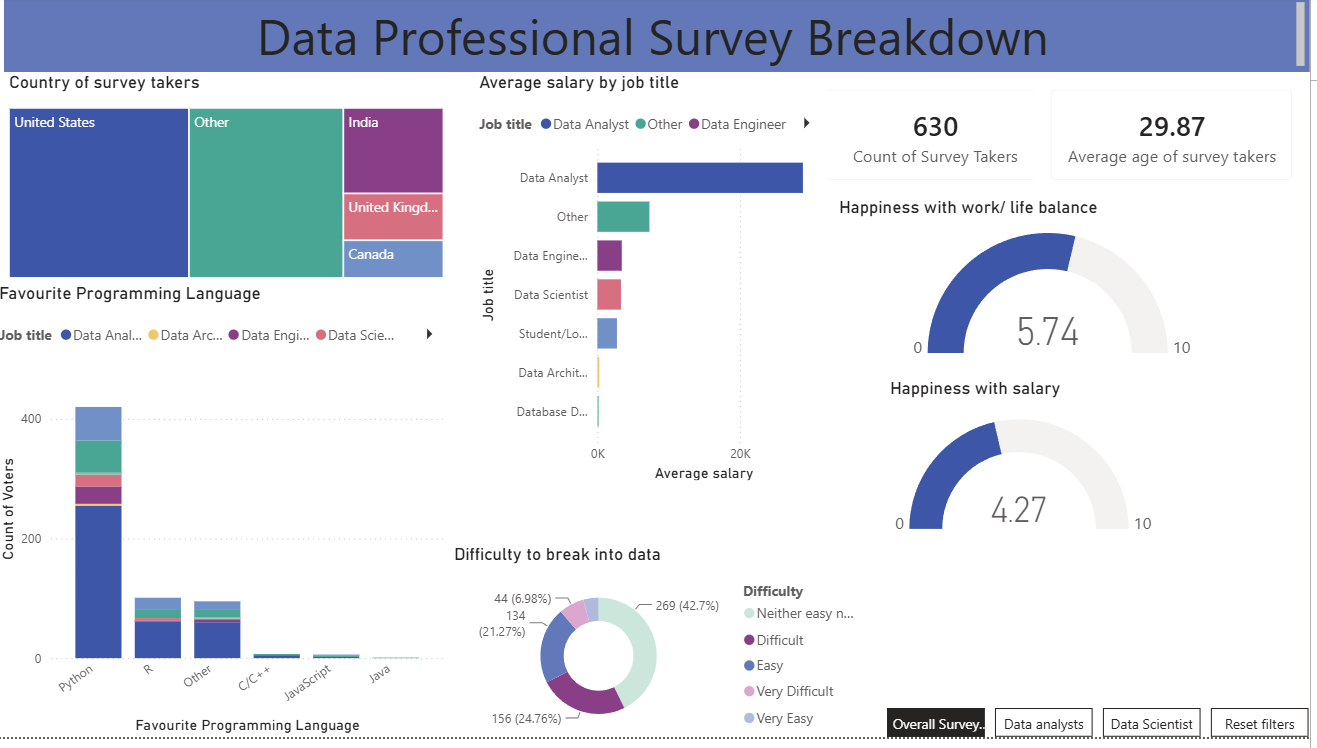 Data Professional Survey Breakdown
Country of survey takers
United States
Other
India
United Kingd...
Canada
Average salary by job title
Job title Data Analyst Other Data Engineer
Data Analyst
Other
Data Engine...
Data Scientist
Student/Lo...
Data Archit...
Database D...
Job title
0K 20K
Average salary
630
Count of Survey Takers
29.87
Average age of survey takers
Happiness with work/ life balance
5.74
0 10
Happiness with salary
4.27
0 10
Favourite Programming Language
Job title Data Anal... Data Arc... Data Engi... Data Scie...
400
200
0
Count of Voters
Python R Other C/C++ JavaScript Java
Favourite Programming Language
Difficulty to break into data
44 (6.98%)
134
(21.27%)
269 (42.7%)
156 (24.76%)
Difficulty
Neither easy n...
Difficult
Easy
Very Difficult
Very Easy
Overall Survey..
Data analysts
Data Scientist
Reset filters